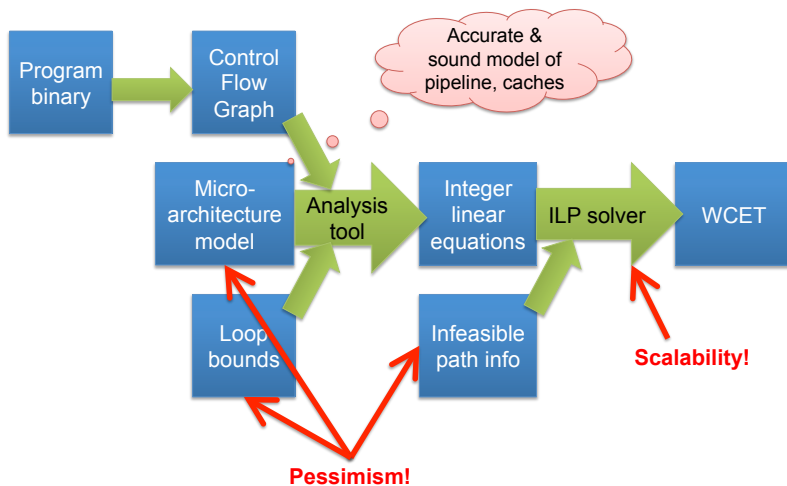 Program
binary
Control
Flow
Graph
Accurate &
sound model of
pipeline, caches
Micro-
architecture
model
Analysis
tool
Integer
linear
equations
ILP solver
WCET
Loop
bounds
Infeasible
path info
Scalability!
Pessimism!